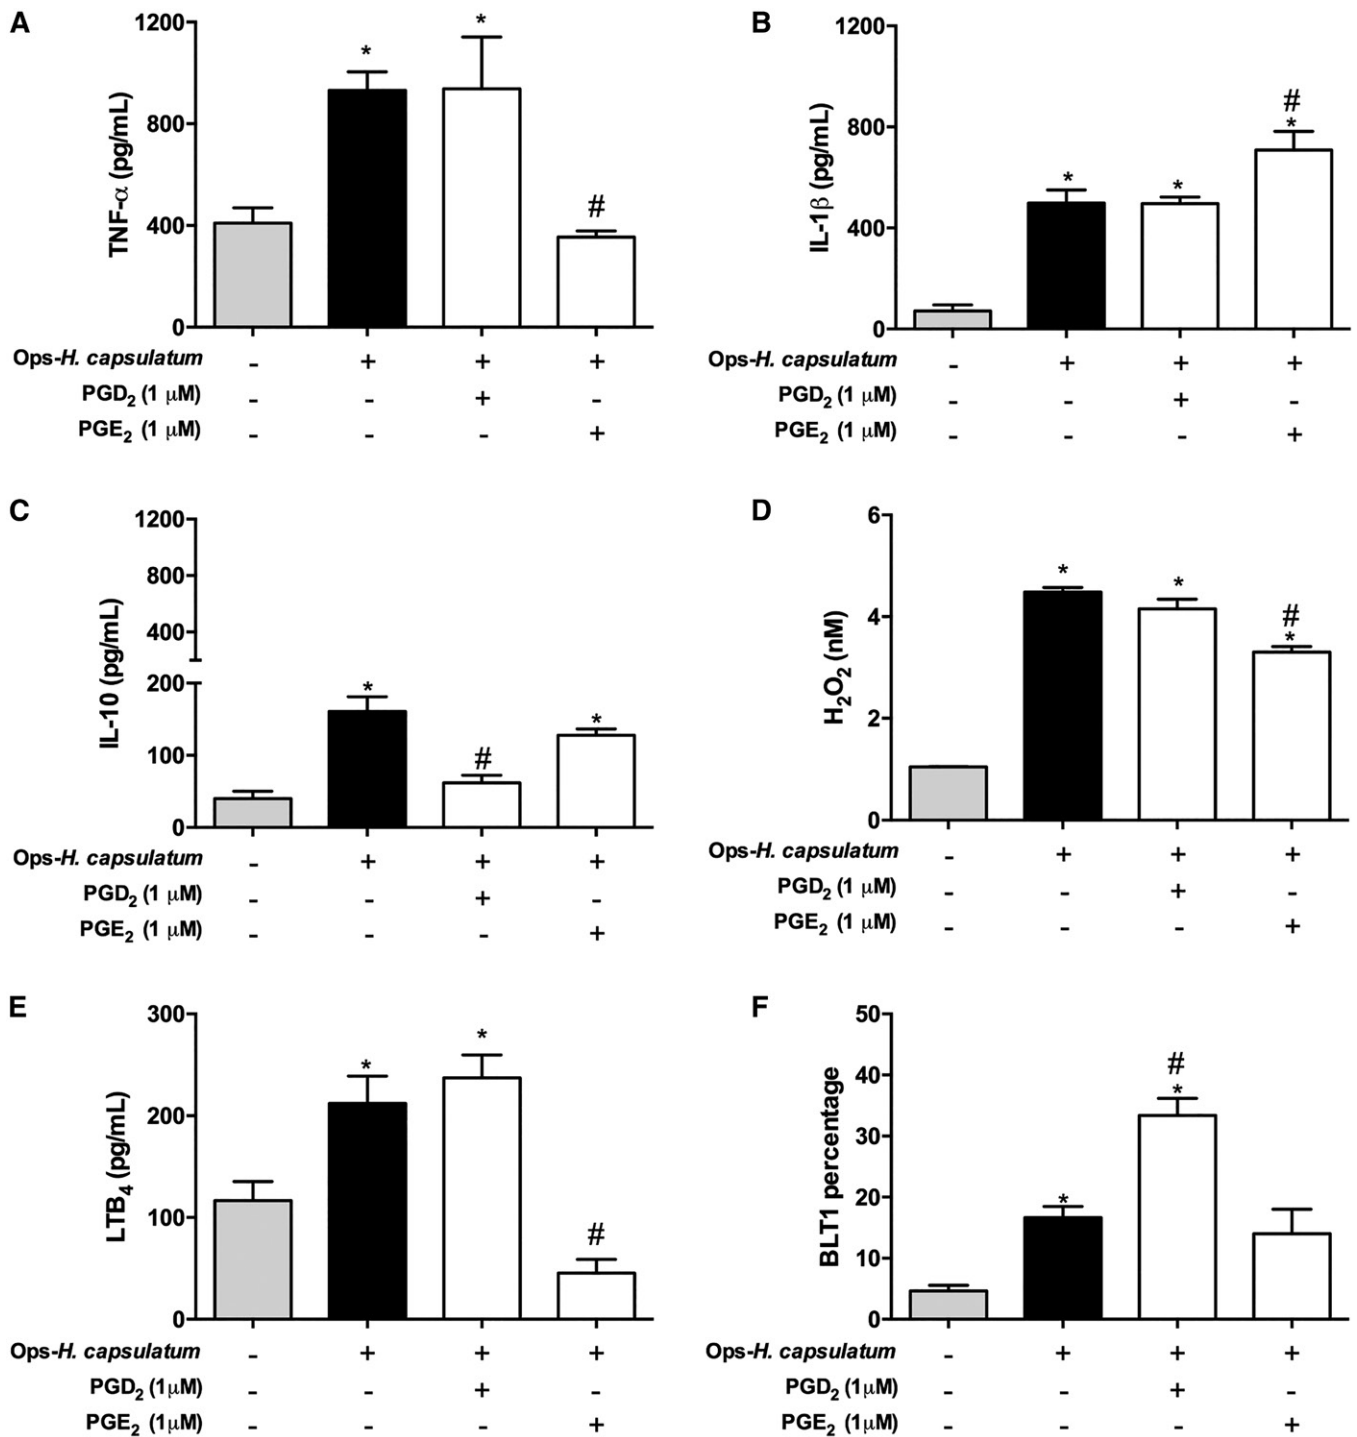 A
1200
800
400
0
TNF-α (pg/mL)
* * #
Ops-H. capsulatum - + + +
PGD2 (1 μM) - - + -
PGE2 (1 μM) - - - +
B
1200
800
400
0
IL-1β (pg/mL)
#
* * *
Ops-H. capsulatum - + + +
PGD2 (1 μM) - - + -
PGE2 (1 μM) - - - +
C
1200
800
400
200
100
0
IL-10 (pg/mL)
* # *
Ops-H. capsulatum - + + +
PGD2 (1 μM) - - + -
PGE2 (1 μM) - - - +
D
6
4
2
0
H2O2 (nM)
#
* * *
Ops-H. capsulatum - + + +
PGD2 (1 μM) - - + -
PGE2 (1 μM) - - - +
E
300
200
100
0
LTB4 (pg/mL)
* * #
Ops-H. capsulatum - + + +
PGD2 (1μM) - - + -
PGE2 (1μM) - - - +
F
50
40
30
20
10
0
BLT1 percentage
#
* *
Ops-H. capsulatum - + + +
PGD2 (1μM) - - + -
PGE2 (1μM) - - - +